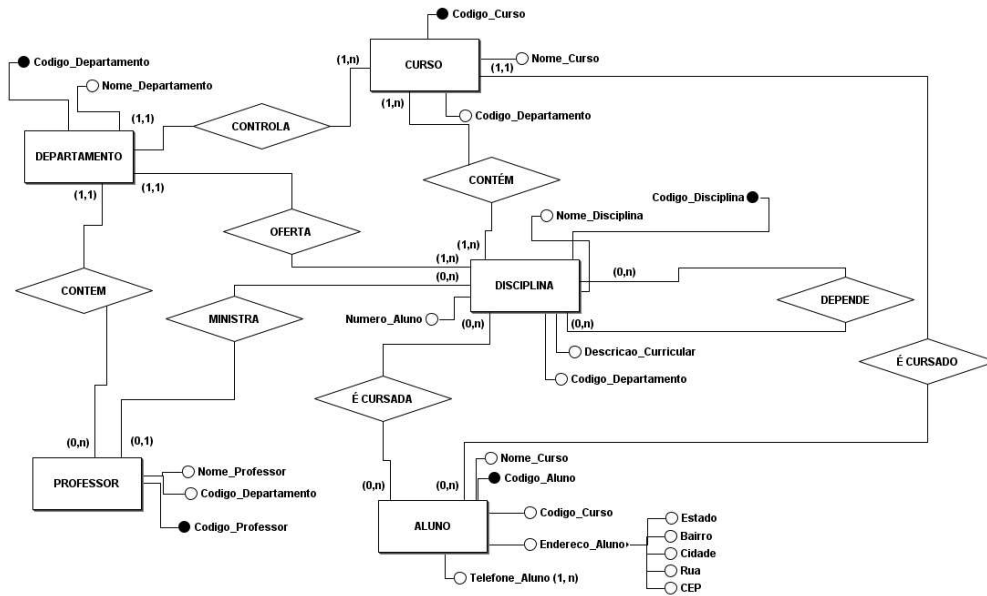 Codigo_Curso
(1,n)
CURSO
Nome_Curso
(1,1)
Codigo_Departamento
Nome_Departamento
(1,n)
Codigo_Departamento
(1,1)
CONTROLA
DEPARTAMENTO
(1,1)
(1,1)
CONTÉM
Codigo_Disciplina
Nome_Disciplina
OFERTA
(1,n)
(1,n)
(0,n)
(0,n)
DISCIPLINA
CONTEM
DEPENDE
MINISTRA
Numero_Aluno
(0,n)
(0,n)
Descricao_Curricular
É CURSADO
Codigo_Departamento
É CURSADA
(0,n)
(0,1)
PROFESSOR
Nome_Professor
Codigo_Departamento
Codigo_Professor
Nome_Curso
(0,n)
(0,n)
Codigo_Aluno
ALUNO
Codigo_Curso
Endereco_Aluno
Estado
Bairro
Cidade
Rua
CEP
Telefone_Aluno (1, n)